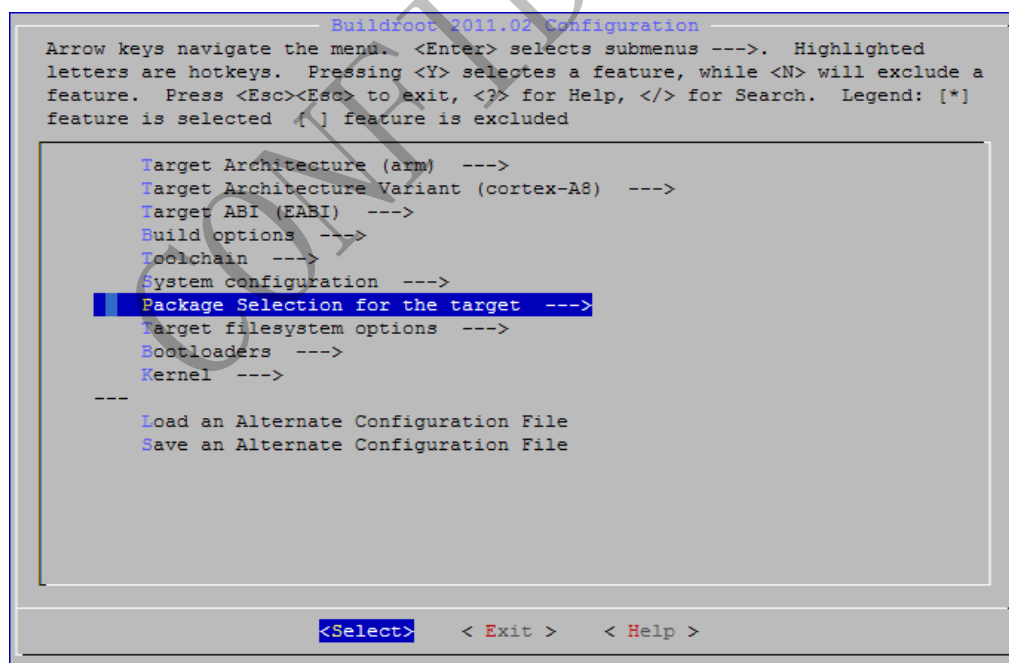 Buildroot 2011.02 Configuration
Arrow keys navigate the menu. <Enter> selects submenus --->. Highlighted
letters are hotkeys. Pressing <Y> selectes a feature, while <N> will exclude a
feature. Press <Esc><Esc> to exit, <?> for Help, </> for Search. Legend: [*]
feature is selected [ ] feature is excluded
Target Architecture (arm) --->
Target Architecture Variant (cortex-A8) --->
Target ABI (EABI) --->
Build options --->
Toolchain --->
System configuration --->
Package Selection for the target --->
Target filesystem options --->
Bootloaders --->
Kernel --->
---
Load an Alternate Configuration File
Save an Alternate Configuration File
<Select> < Exit > < Help >